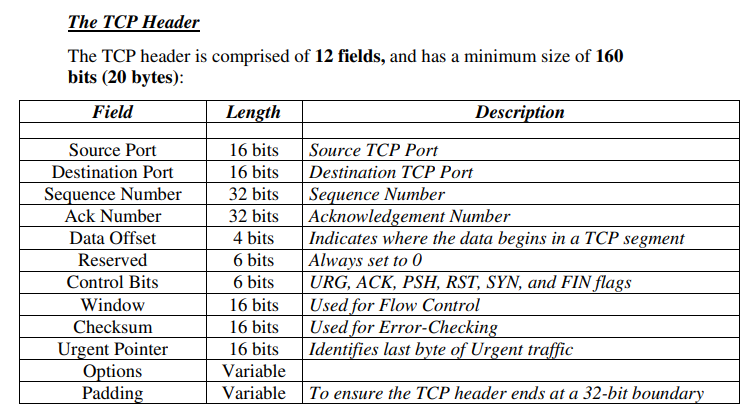 The TCP Header
The TCP header is comprised of 12 fields, and has a minimum size of 160
bits (20 bytes):
Field Length Description
Source Port 16 bits Source TCP Port
Destination Port 16 bits Destination TCP Port
Sequence Number 32 bits Sequence Number
Ack Number 32 bits Acknowledgement Number
Data Offset 4 bits Indicates where the data begins in a TCP segment
Reserved 6 bits Always set to 0
Control Bits 6 bits URG, ACK, PSH, RST, SYN, and FIN flags
Window 16 bits Used for Flow Control
Checksum 16 bits Used for Error-Checking
Urgent Pointer 16 bits Identifies last byte of Urgent traffic
Options Variable
Padding Variable To ensure the TCP header ends at a 32-bit boundary